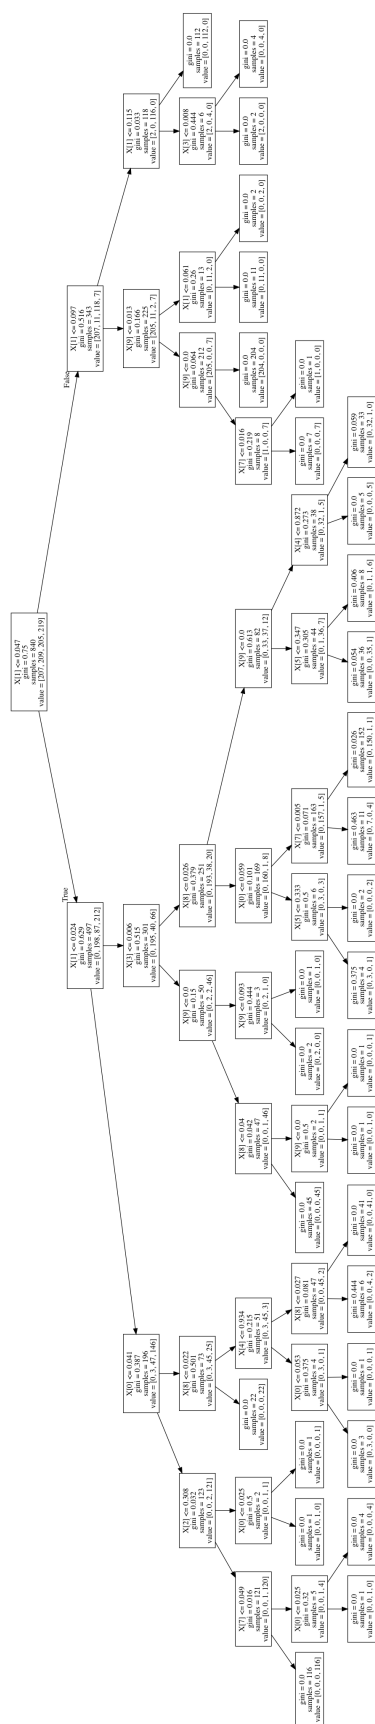 X[1] <= 0.047
gini = 0.75
samples = 840
value = [207, 209, 205, 219]
True
False
X[1] <= 0.024
gini = 0.629
samples = 497
value = [0, 198, 87, 212]
X[1] <= 0.097
gini = 0.516
samples = 343
value = [207, 11, 118, 7]
X[0] <= 0.041
gini = 0.387
samples = 196
value = [0, 3, 47, 146]
X[3] <= 0.006
gini = 0.515
samples = 301
value = [0, 195, 40, 66]
X[9] <= 0.013
gini = 0.166
samples = 225
value = [205, 11, 2, 7]
X[1] <= 0.115
gini = 0.033
samples = 118
value = [2, 0, 116, 0]
X[2] <= 0.308
gini = 0.032
samples = 123
value = [0, 0, 2, 121]
X[8] <= 0.022
gini = 0.501
samples = 73
value = [0, 3, 45, 25]
X[9] <= 0.0
gini = 0.15
samples = 50
value = [0, 2, 2, 46]
X[8] <= 0.026
gini = 0.379
samples = 251
value = [0, 193, 38, 20]
X[9] <= 0.0
gini = 0.064
samples = 212
value = [205, 0, 0, 7]
X[1] <= 0.061
gini = 0.26
samples = 13
value = [0, 11, 2, 0]
X[3] <= 0.008
gini = 0.444
samples = 6
value = [2, 0, 4, 0]
gini = 0.0
samples = 112
value = [0, 0, 112, 0]
X[7] <= 0.049
gini = 0.016
samples = 121
value = [0, 0, 1, 120]
X[0] <= 0.025
gini = 0.5
samples = 2
value = [0, 0, 1, 1]
gini = 0.0
samples = 22
value = [0, 0, 0, 22]
X[4] <= 0.934
gini = 0.215
samples = 51
value = [0, 3, 45, 3]
X[8] <= 0.04
gini = 0.042
samples = 47
value = [0, 0, 1, 46]
X[9] <= 0.093
gini = 0.444
samples = 3
value = [0, 2, 1, 0]
X[0] <= 0.059
gini = 0.101
samples = 169
value = [0, 160, 1, 8]
X[9] <= 0.0
gini = 0.613
samples = 82
value = [0, 33, 37, 12]
X[7] <= 0.016
gini = 0.219
samples = 8
value = [1, 0, 0, 7]
gini = 0.0
samples = 204
value = [204, 0, 0, 0]
gini = 0.0
samples = 11
value = [0, 11, 0, 0]
gini = 0.0
samples = 2
value = [0, 0, 2, 0]
gini = 0.0
samples = 2
value = [2, 0, 0, 0]
gini = 0.0
samples = 4
value = [0, 0, 4, 0]
gini = 0.0
samples = 116
value = [0, 0, 0, 116]
X[0] <= 0.025
gini = 0.32
samples = 5
value = [0, 0, 1, 4]
gini = 0.0
samples = 1
value = [0, 0, 1, 0]
gini = 0.0
samples = 1
value = [0, 0, 0, 1]
X[0] <= 0.053
gini = 0.375
samples = 4
value = [0, 3, 0, 1]
X[8] <= 0.027
gini = 0.081
samples = 47
value = [0, 0, 45, 2]
gini = 0.0
samples = 45
value = [0, 0, 0, 45]
X[9] <= 0.0
gini = 0.5
samples = 2
value = [0, 0, 1, 1]
gini = 0.0
samples = 2
value = [0, 2, 0, 0]
gini = 0.0
samples = 1
value = [0, 0, 1, 0]
X[5] <= 0.333
gini = 0.5
samples = 6
value = [0, 3, 0, 3]
X[7] <= 0.005
gini = 0.071
samples = 163
value = [0, 157, 1, 5]
X[5] <= 0.347
gini = 0.305
samples = 44
value = [0, 1, 36, 7]
X[4] <= 0.872
gini = 0.273
samples = 38
value = [0, 32, 1, 5]
gini = 0.0
samples = 7
value = [0, 0, 0, 7]
gini = 0.0
samples = 1
value = [1, 0, 0, 0]
gini = 0.0
samples = 1
value = [0, 0, 1, 0]
gini = 0.0
samples = 4
value = [0, 0, 0, 4]
gini = 0.0
samples = 3
value = [0, 3, 0, 0]
gini = 0.0
samples = 1
value = [0, 0, 0, 1]
gini = 0.444
samples = 6
value = [0, 0, 4, 2]
gini = 0.0
samples = 41
value = [0, 0, 41, 0]
gini = 0.0
samples = 1
value = [0, 0, 1, 0]
gini = 0.0
samples = 1
value = [0, 0, 0, 1]
gini = 0.375
samples = 4
value = [0, 3, 0, 1]
gini = 0.0
samples = 2
value = [0, 0, 0, 2]
gini = 0.463
samples = 11
value = [0, 7, 0, 4]
gini = 0.026
samples = 152
value = [0, 150, 1, 1]
gini = 0.054
samples = 36
value = [0, 0, 35, 1]
gini = 0.406
samples = 8
value = [0, 1, 1, 6]
gini = 0.0
samples = 5
value = [0, 0, 0, 5]
gini = 0.059
samples = 33
value = [0, 32, 1, 0]